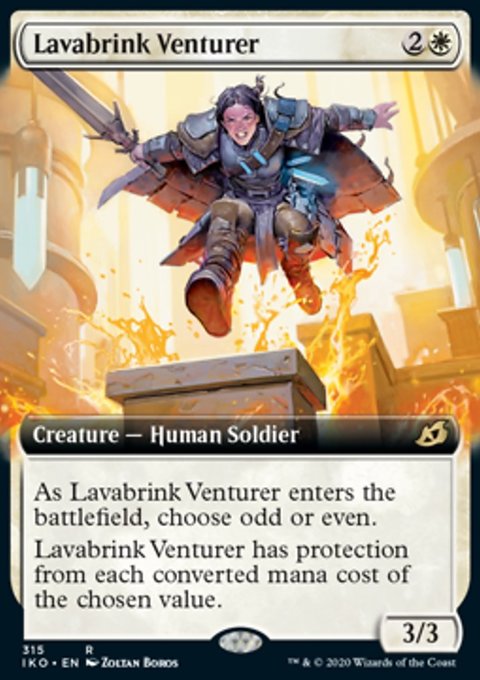 Lavabrink Venturer 2
Creature — Human Soldier
As Lavabrink Venturer enters the
battlefield, choose odd or even.
Lavabrink Venturer has protection
from each converted mana cost of
the chosen value.
3/3
315 R
IKO • EN Zoltan Boros
™ & © 2020 Wizards of the Coast